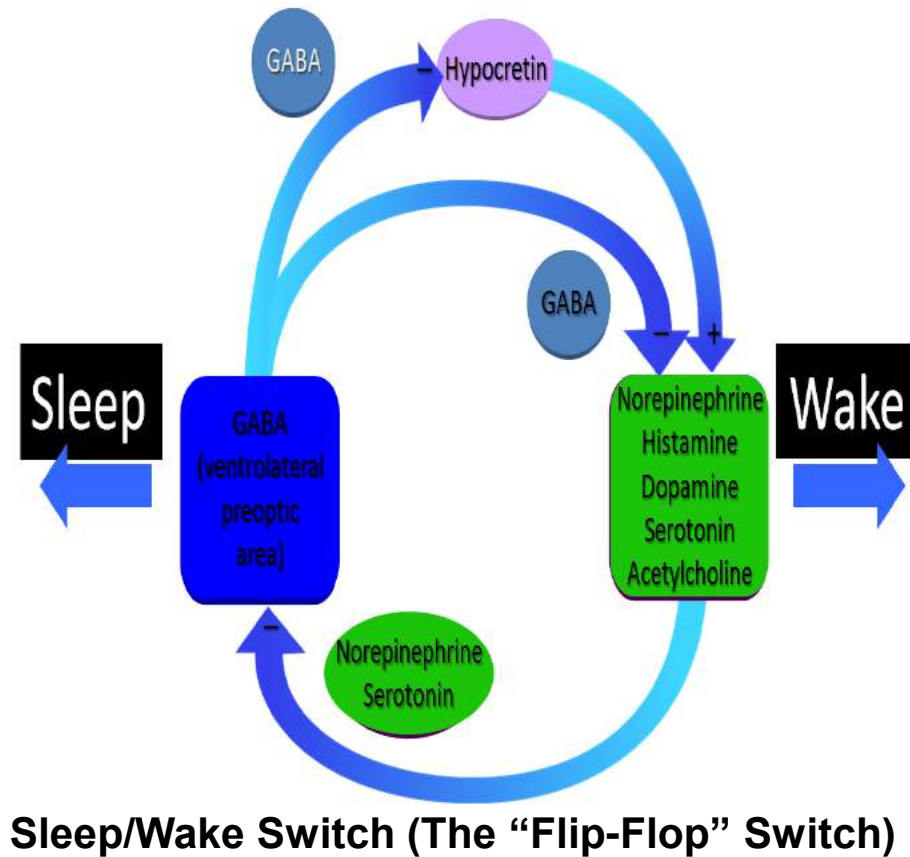 GABA
– Hypocretin
GABA
– +
Sleep
GABA
(ventrolateral
preoptic
area)
Norepinephrine
Histamine
Dopamine
Serotonin
Acetylcholine
Wake
–
Norepinephrine
Serotonin
Sleep/Wake Switch (The “Flip-Flop” Switch)